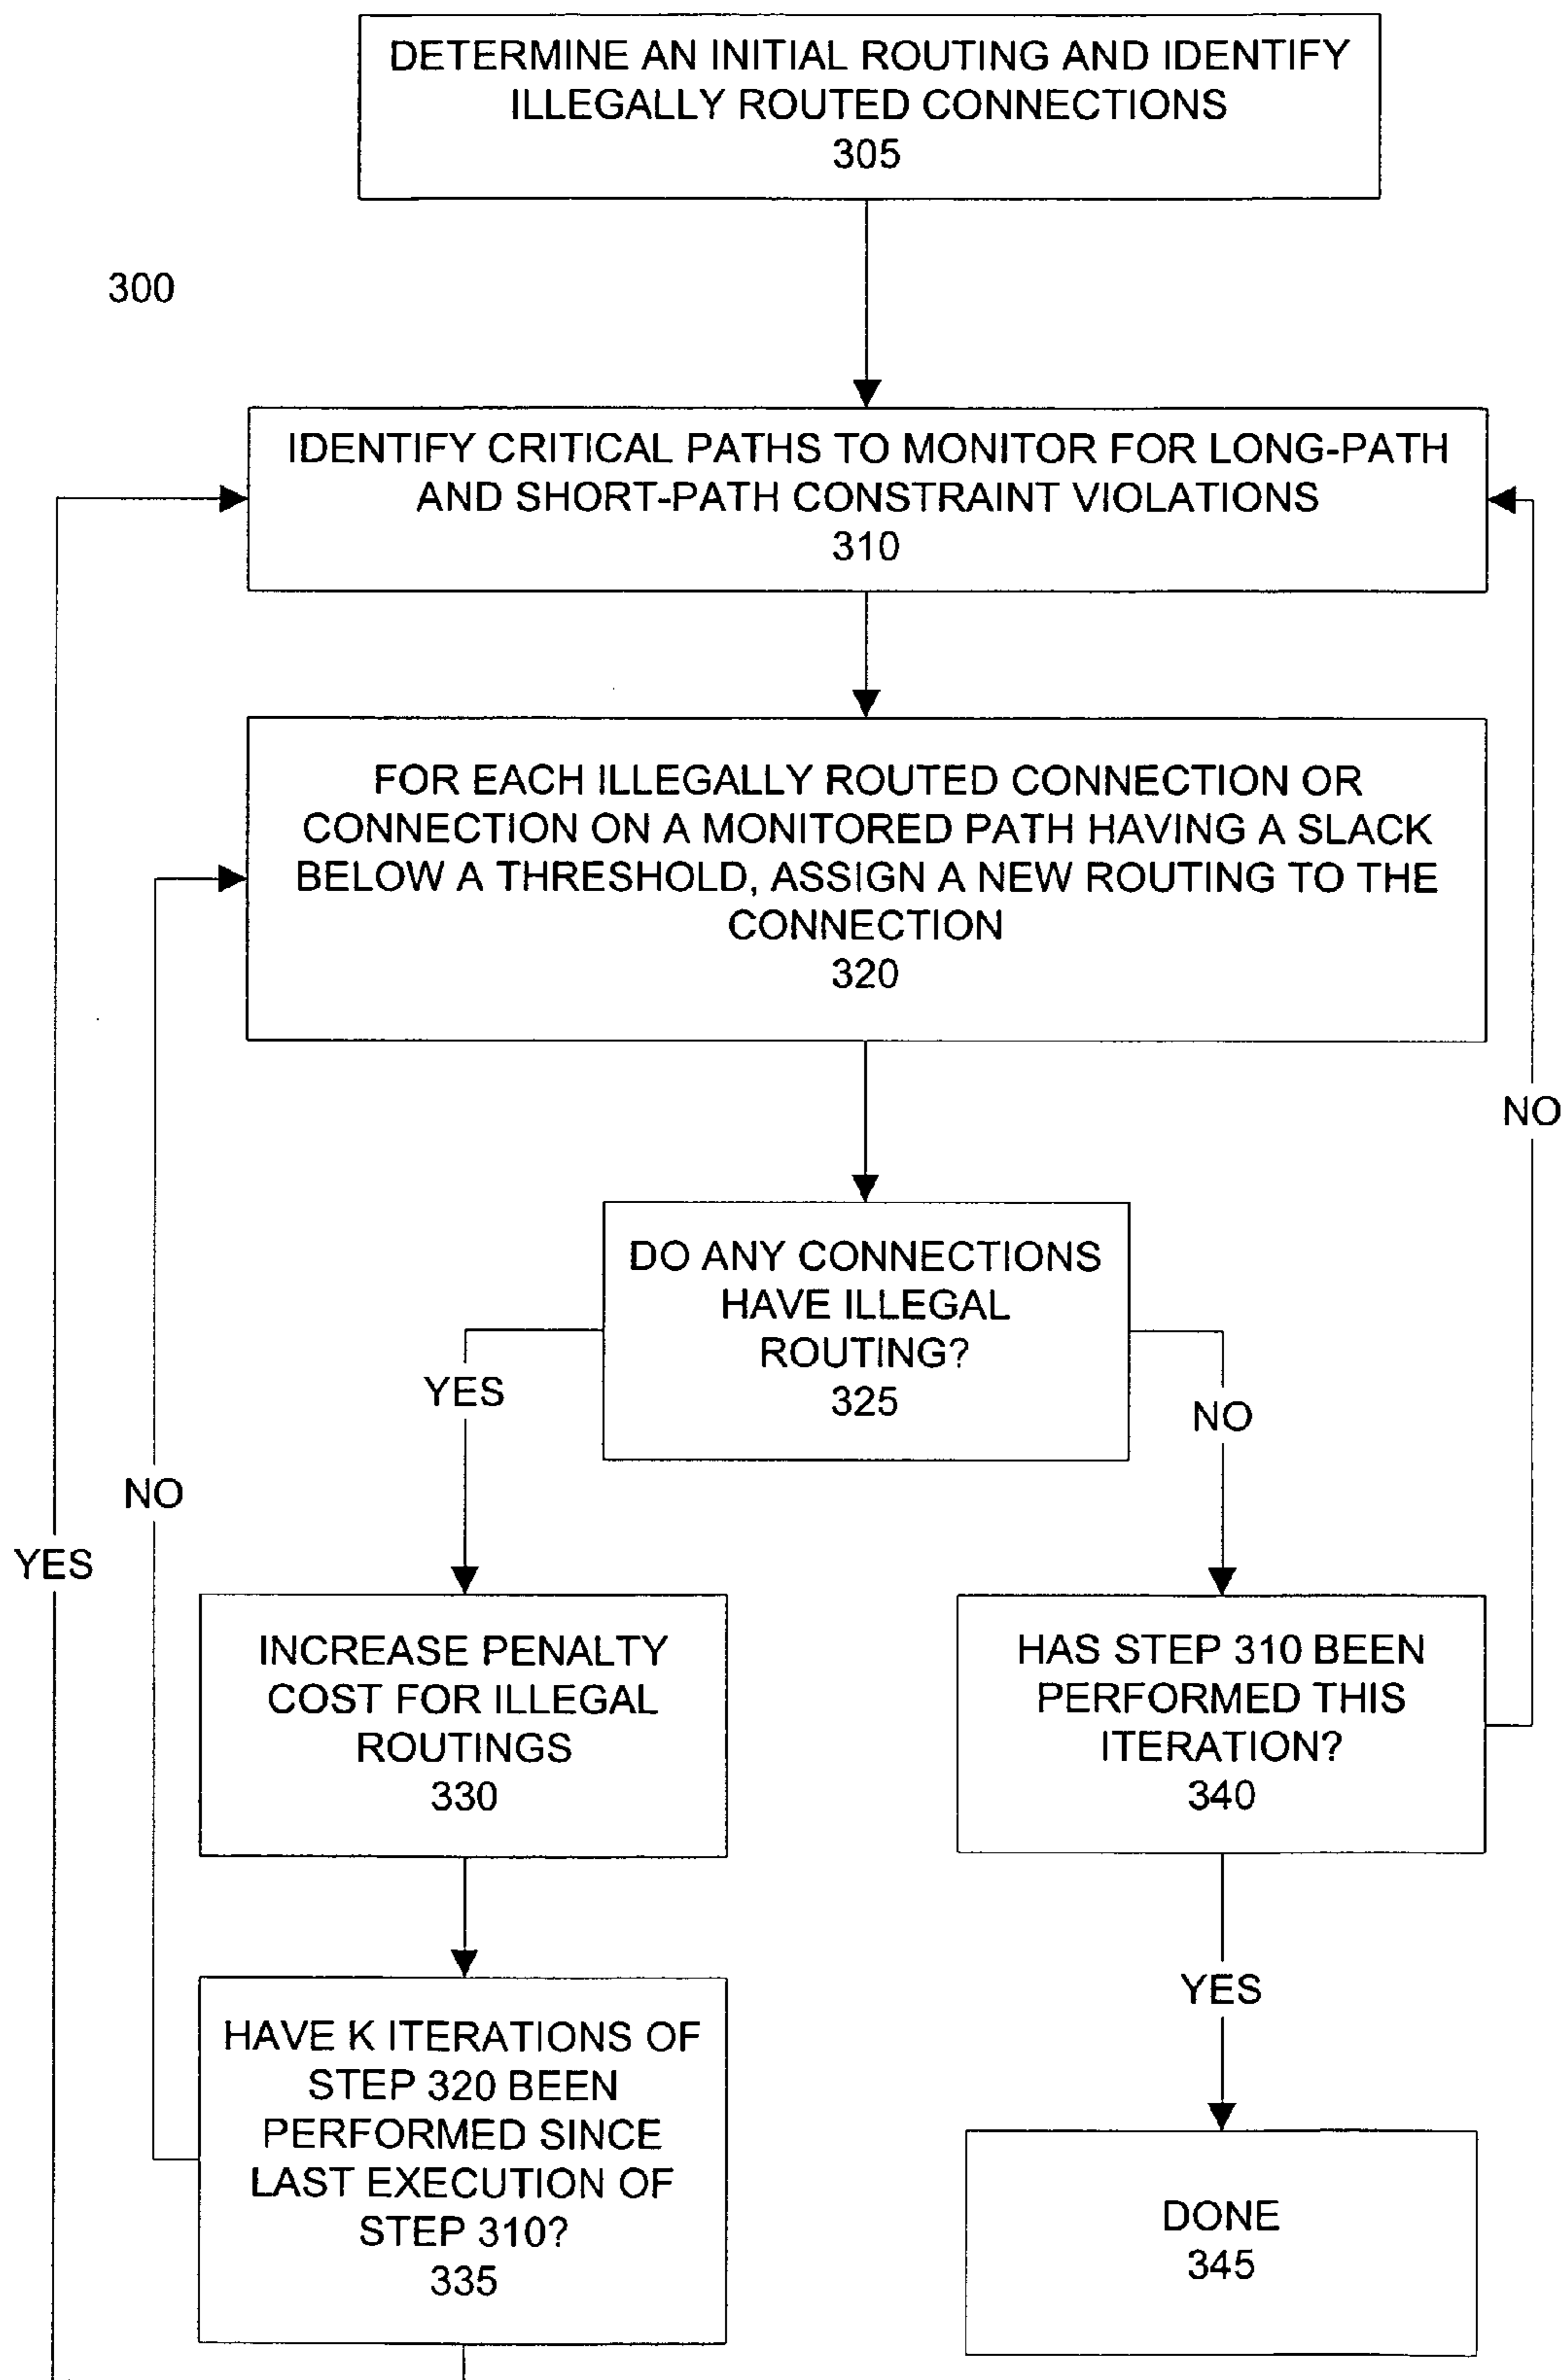 DETERMINE AN INITIAL ROUTING AND IDENTIFY
ILLEGALLY ROUTED CONNECTIONS
305
300
IDENTIFY CRITICAL PATHS TO MONITOR FOR LONG-PATH
AND SHORT-PATH CONSTRAINT VIOLATIONS
310
FOR EACH ILLEGALLY ROUTED CONNECTION OR
CONNECTION ON A MONITORED PATH HAVING A SLACK
BELOW A THRESHOLD, ASSIGN A NEW ROUTING TO THE
CONNECTION
320
NO
DO ANY CONNECTIONS
HAVE ILLEGAL
ROUTING?
325
YES
NO
NO
YES
INCREASE PENALTY
COST FOR ILLEGAL
ROUTINGS
330
HAS STEP 310 BEEN
PERFORMED THIS
ITERATION?
340
YES
HAVE K ITERATIONS OF
STEP 320 BEEN
PERFORMED SINCE
LAST EXECUTION OF
STEP 310?
335
DONE
345